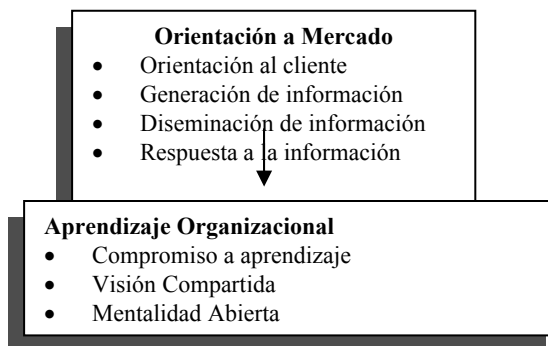 Orientación a Mercado
• Orientación al cliente
• Generación de información
• Diseminación de información
• Respuesta a la información
Aprendizaje Organizacional
• Compromiso a aprendizaje
• Visión Compartida
• Mentalidad Abierta